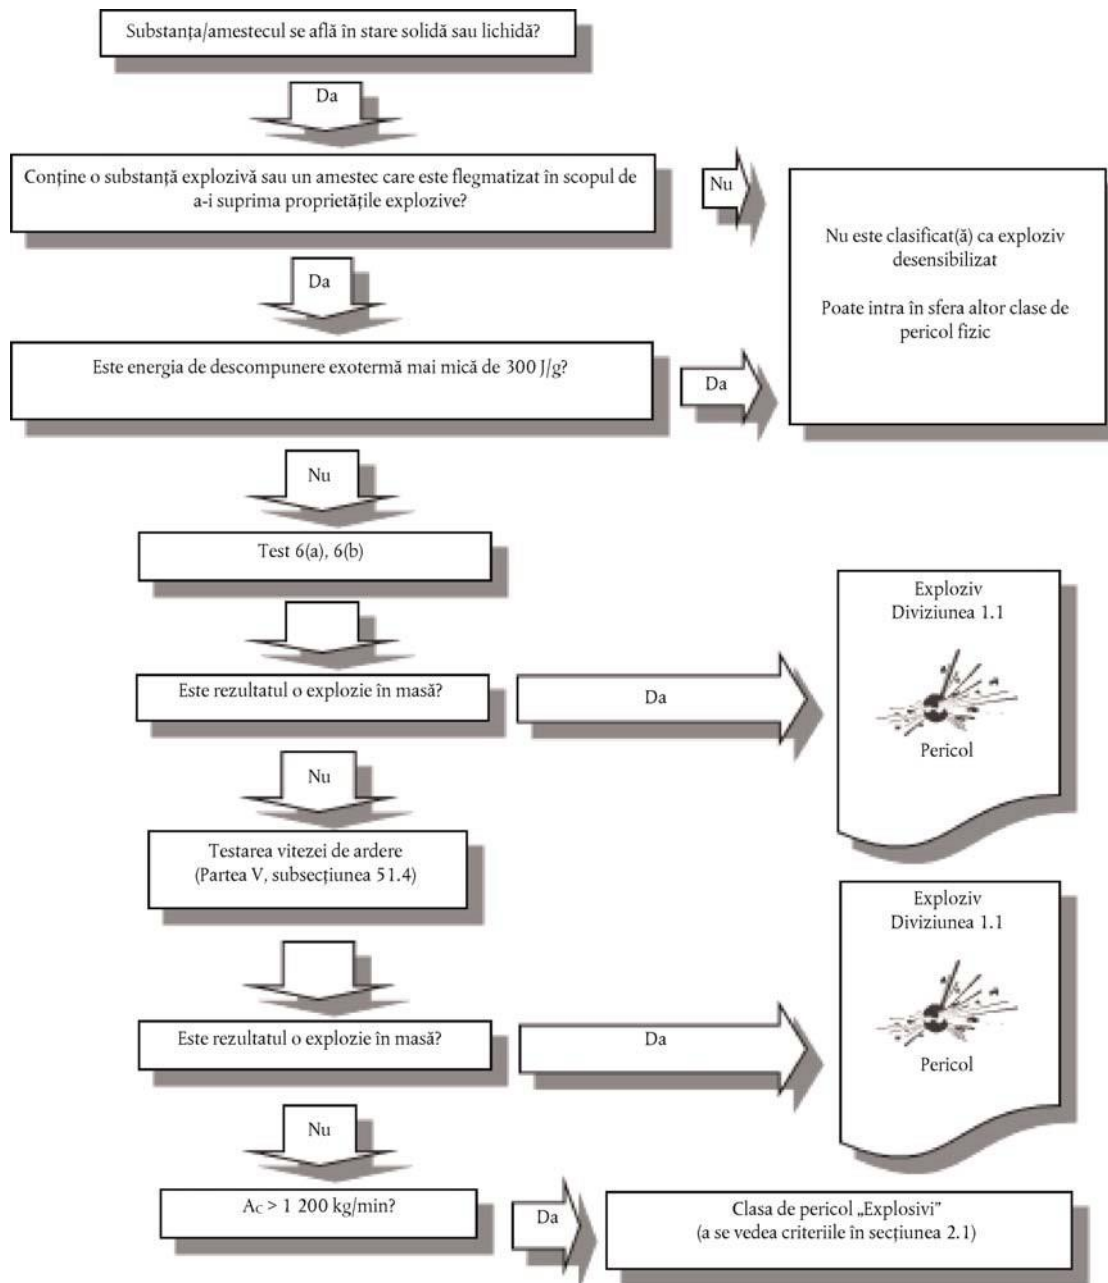 Substanța/amestecul se află în stare solidă sau lichidă?
Da
Conține o substanță explozivă sau un amestec care este flegmatizat în scopul de
a-i suprima proprietățile explozive?
Nu
Nu este clasificat(ă) ca exploziv
desensibilizat
Poate intra în sfera altor clase de
pericol fizic
Da
Este energia de descompunere exotermă mai mică de 300 J/g?
Da
Nu
Test 6(a), 6(b)
Este rezultatul o explozie în masă?
Da
Exploziv
Diviziunea 1.1
Pericol
Nu
Testarea vitezei de ardere
(Partea V, subsecțiunea 51.4)
Este rezultatul o explozie în masă?
Da
Exploziv
Diviziunea 1.1
Pericol
Nu
AC > 1 200 kg/min?
Da
Clasa de pericol „Explosivi”
(a se vedea criteriile în secțiunea 2.1)